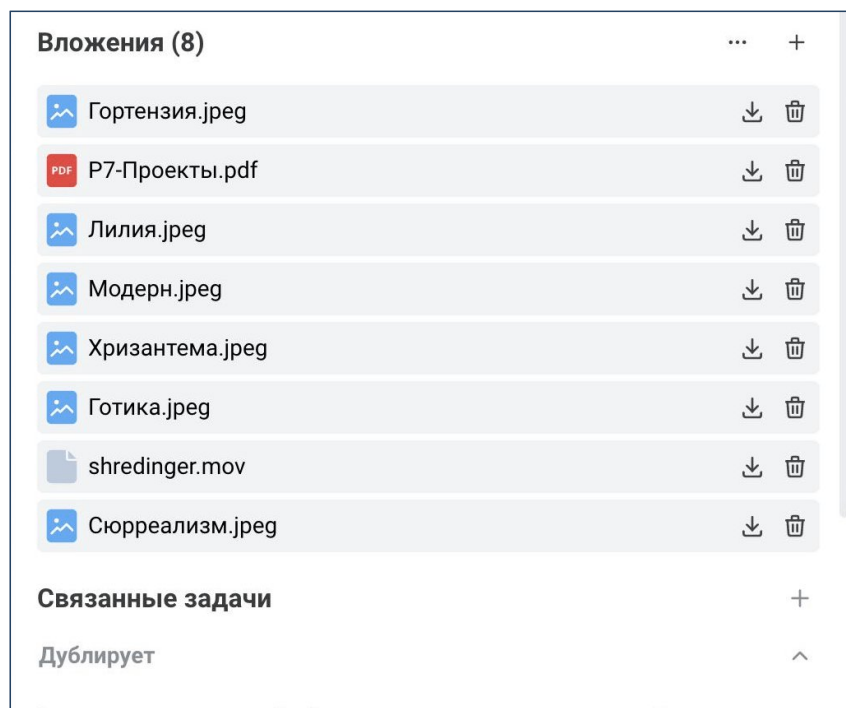 Вложения (8)
Гортензия.jpeg
PDF Р7-Проекты.pdf
Лилия.jpeg
Модерн.jpeg
Хризантема.jpeg
Готика.jpeg
shredinger.mov
Сюрреализм.jpeg
Связанные задачи
Дублирует